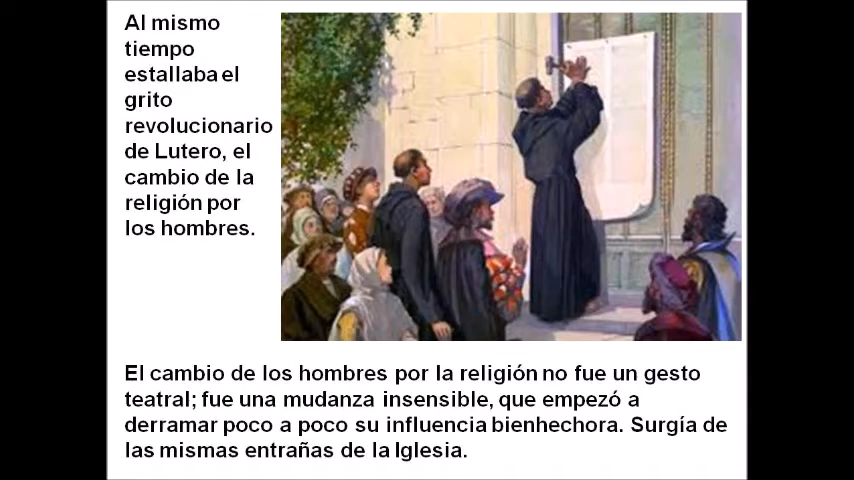 Al mismo
tiempo
estallaba el
grito
revolucionario
de Lutero, el
cambio de la
religión por
los hombres.
El cambio de los hombres por la religión no fue un gesto
teatral; fue una mudanza insensible, que empezó a
derramar poco a poco su influencia bienhechora. Surgía de
las mismas entrañas de la Iglesia.